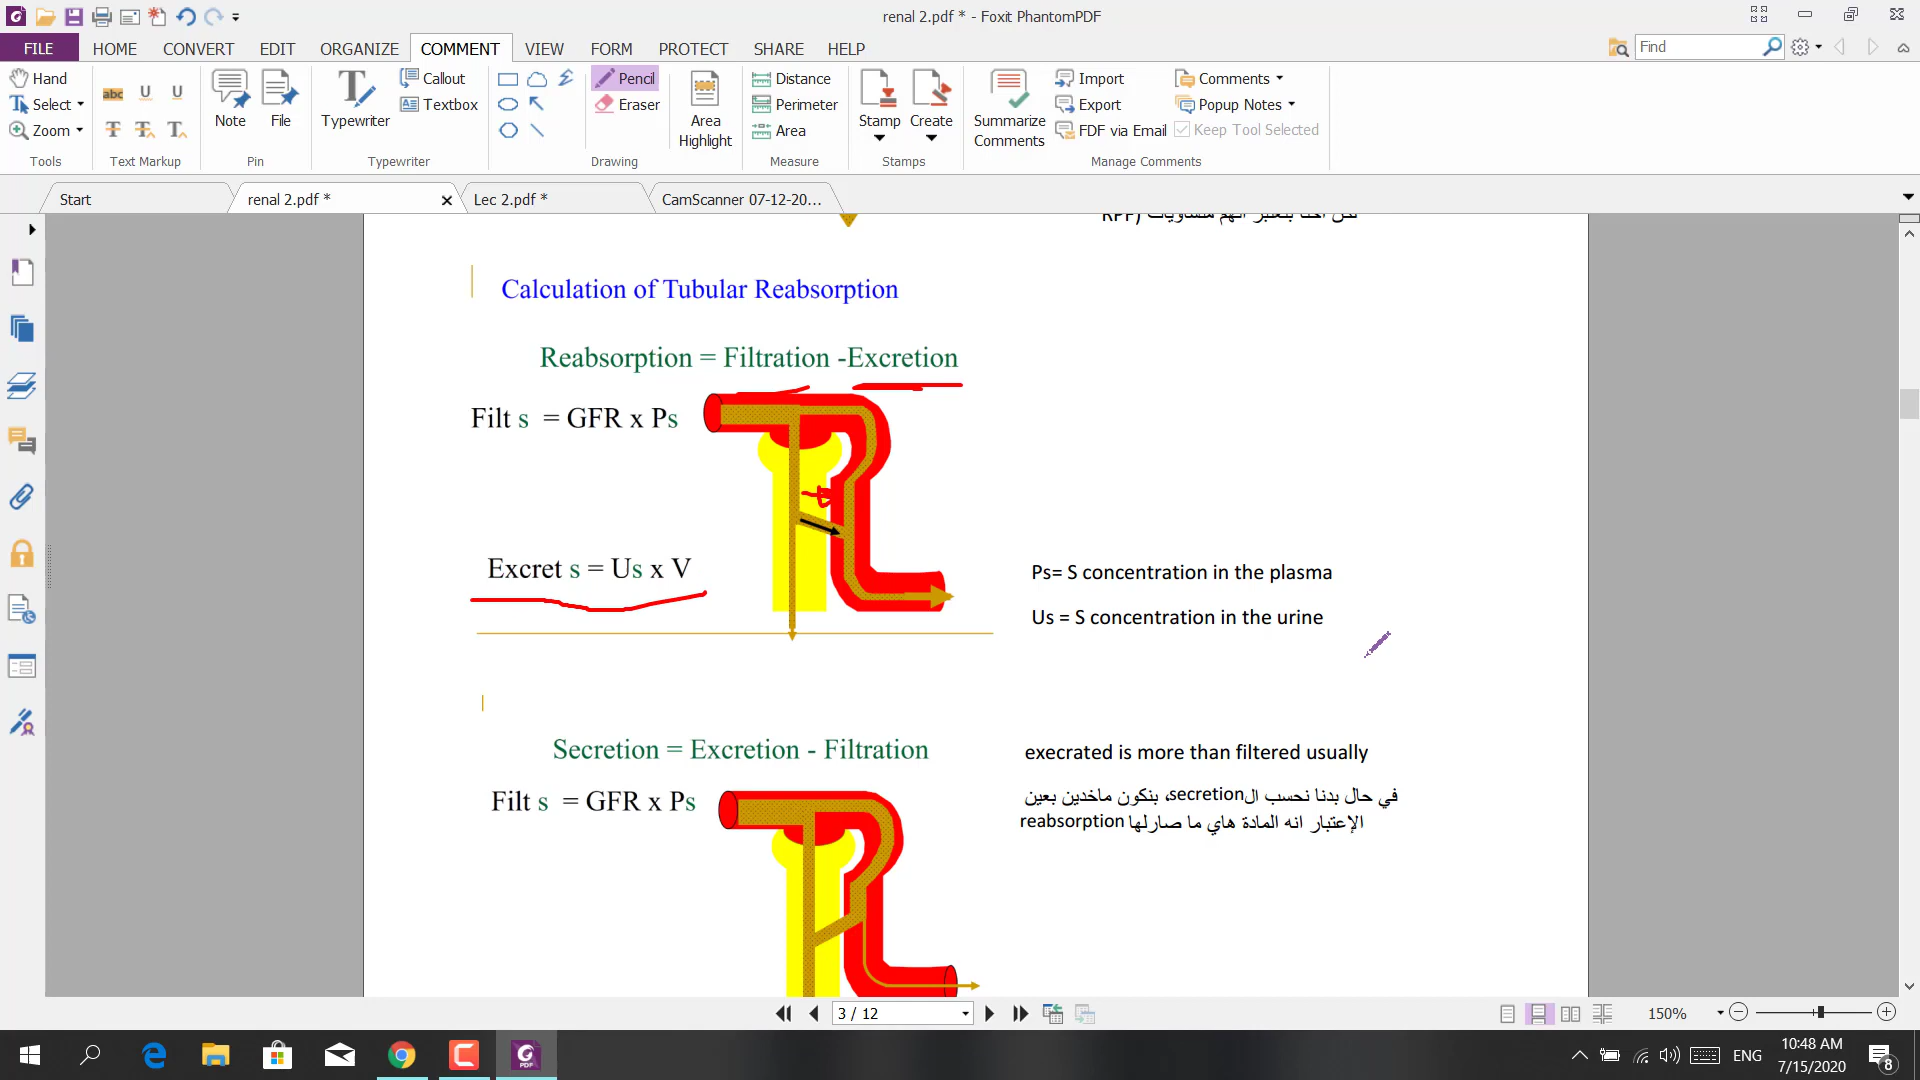 renal 2.pdf * - Foxit PhantomPDF
FILE HOME CONVERT EDIT ORGANIZE COMMENT VIEW FORM PROTECT SHARE HELP
Find
Hand
Select
Zoom
Tools
abc U U
T T T
Text Markup
Note
File
Pin
Typewriter
Callout
Textbox
Typewriter
Pencil
Eraser
Drawing
Area
Highlight
Distance
Perimeter
Area
Measure
Stamp
Create
Stamps
Summarize
Comments
Import
Export
FDF via Email
Comments
Popup Notes
Keep Tool Selected
Manage Comments
Start
renal 2.pdf *
Lec 2.pdf *
CamScanner 07-12-20...
Calculation of Tubular Reabsorption
Reabsorption = Filtration -Excretion
Filt s = GFR x Ps
Excret s = Us x V
Ps= S concentration in the plasma
Us = S concentration in the urine
Secretion = Excretion - Filtration
execrated is more than filtered usually
Filt s = GFR x Ps
في حال بدنا نحسب الsecretion، بنكون ماخدين بعين
الإعتبار انه المادة هاي ما صارلها reabsorption
3 / 12
150%
PDF
ENG
10:48 AM
7/15/2020
8